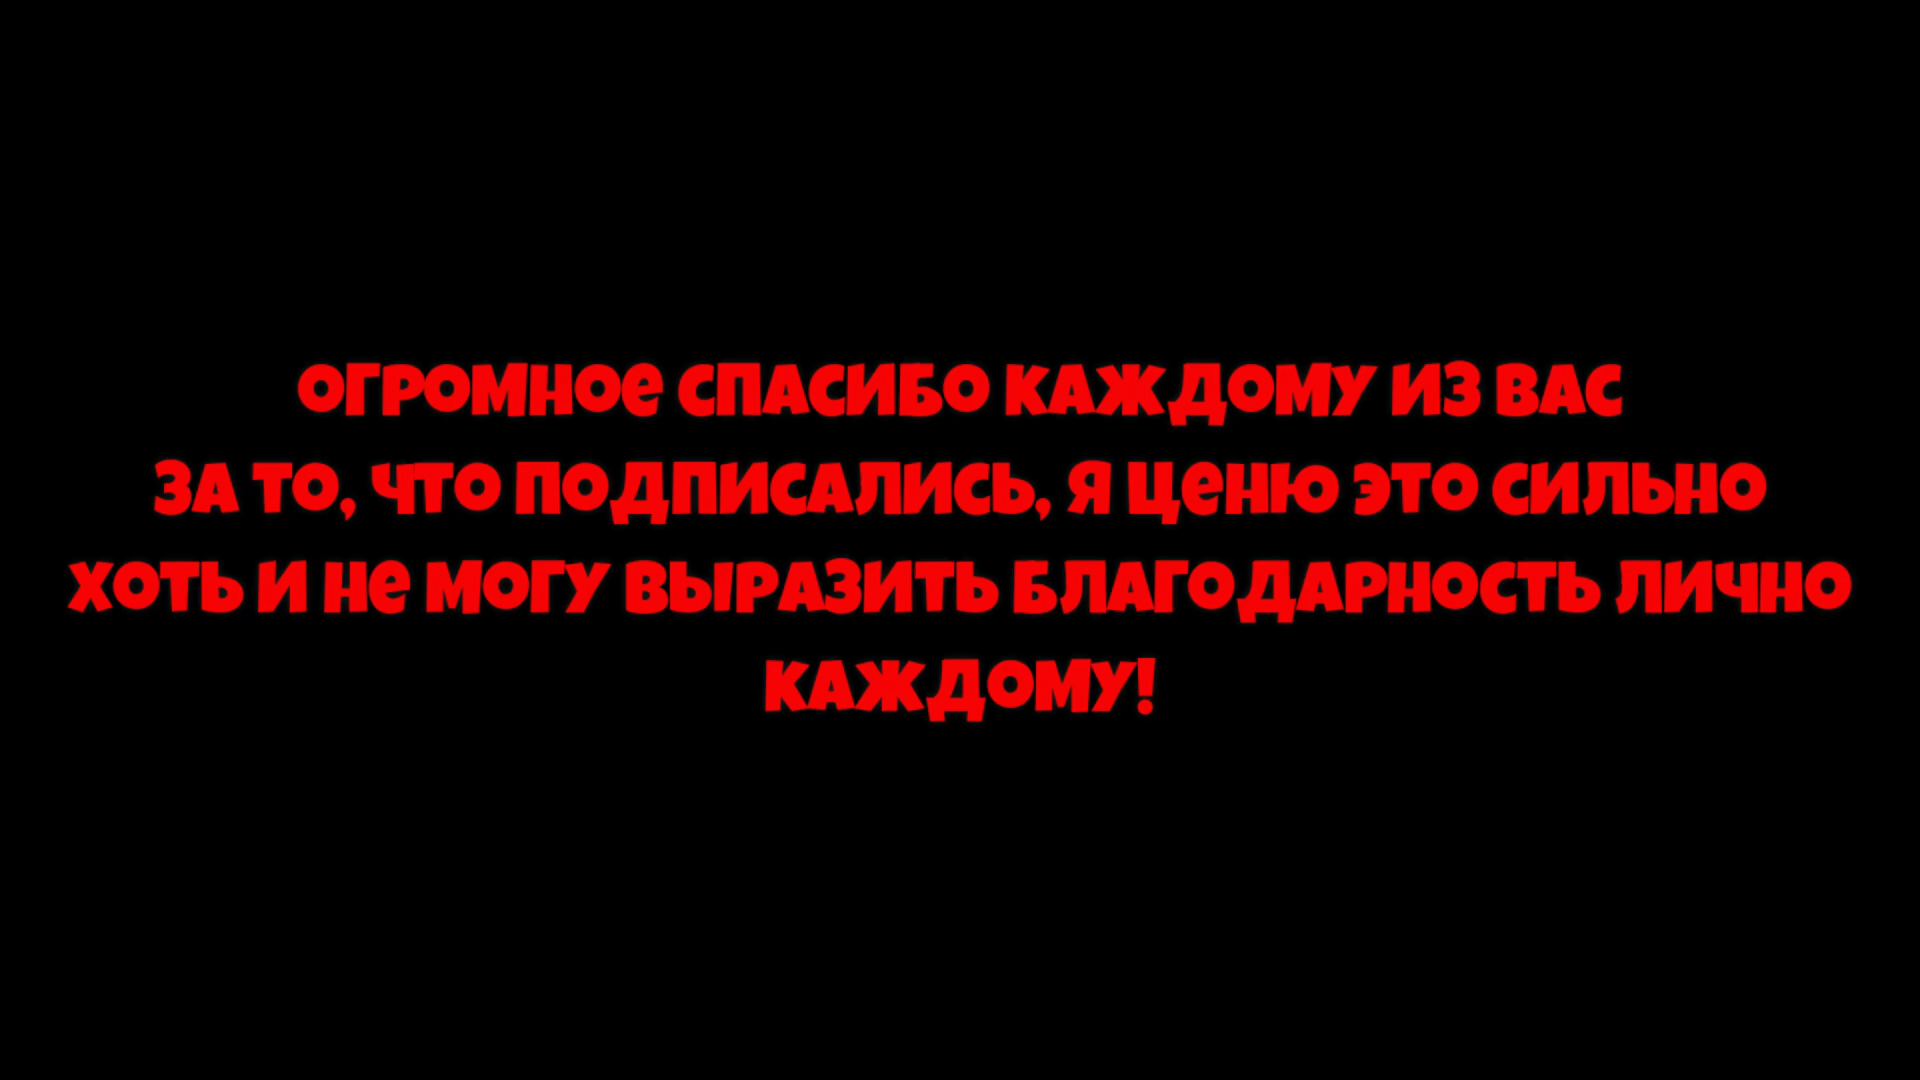 ОГРОМНОЕ СПАСИБО КАЖДОМУ ИЗ ВАС
ЗА ТО, ЧТО ПОДПИСАЛИСЬ, Я ЦЕНЮ ЭТО СИЛЬНО
ХОТЬ И НЕ МОГУ ВЫРАЗИТЬ БЛАГОДАРНОСТЬ ЛИЧНО
КАЖДОМУ!